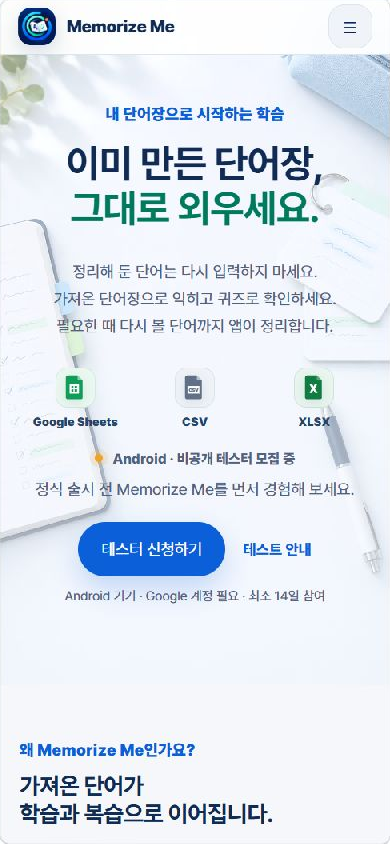 Memorize Me
내 단어장으로 시작하는 학습
이미 만든 단어장,
그대로 외우세요.
정리해 둔 단어는 다시 입력하지 마세요.
가져온 단어장으로 익히고 퀴즈로 확인하세요.
필요한 때 다시 볼 단어까지 앱이 정리합니다.
CSV
X
Google Sheets
CSV
XLSX
Android · 비공개 테스터 모집 중
정식 출시 전 Memorize Me를 먼저 경험해 보세요.
테스터 신청하기
테스트 안내
Android 기기 · Google 계정 필요 · 최소 14일 참여
왜 Memorize Me인가요?
가져온 단어가
학습과 복습으로 이어집니다.